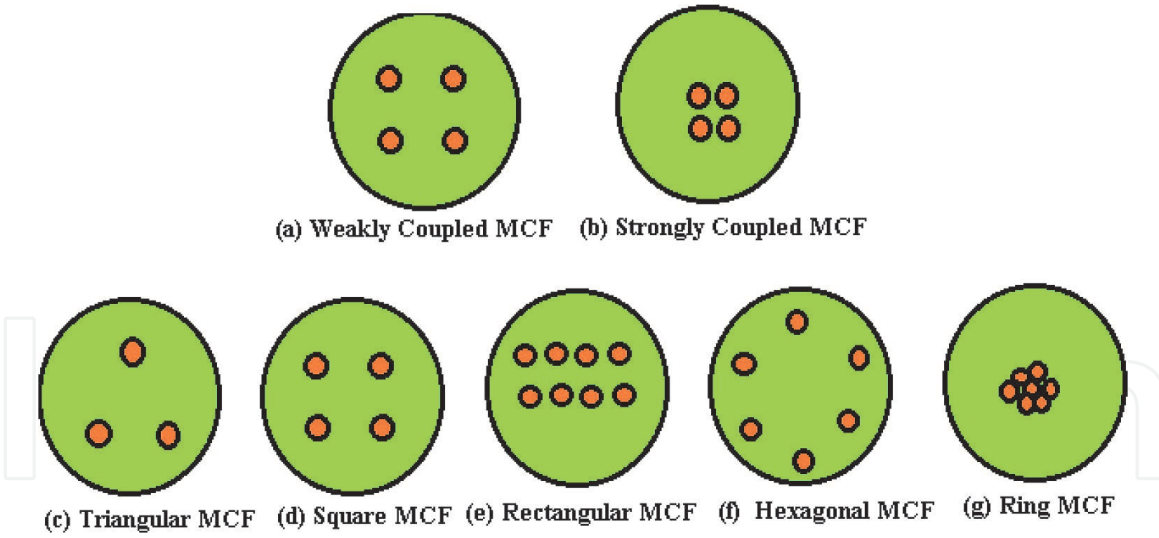 (a) Weakly Coupled MCF
(b) Strongly Coupled MCF
(c) Triangular MCF
(d) Square MCF
(e) Rectangular MCF
(f) Hexagonal MCF
(g) Ring MCF